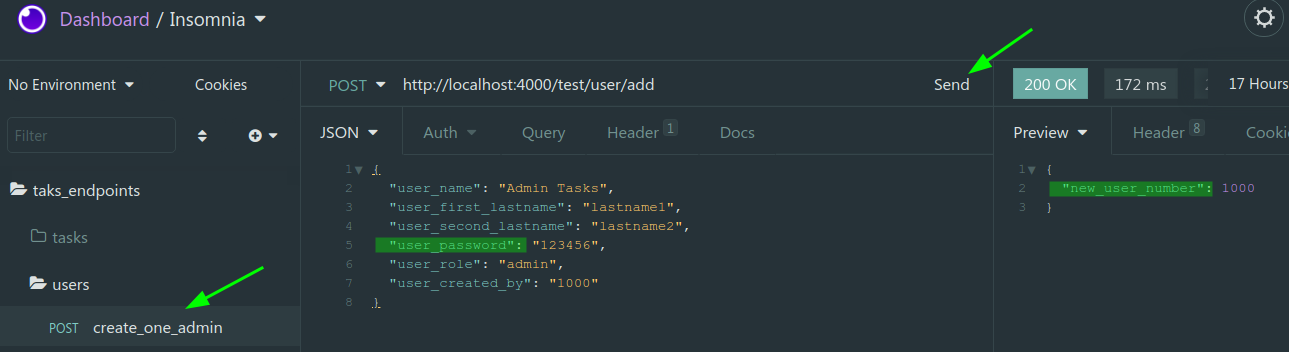 Dashboard / Insomnia
No Environment Cookies
POST http://localhost:4000/test/user/add Send
200 OK 172 ms 17 Hours
Filter
JSON Auth Query Header 1 Docs
Preview Header 8 Cooki
taks_endpoints
tasks
users
POST create_one_admin
1 {
2 "user_name": "Admin Tasks",
3 "user_first_lastname": "lastname1",
4 "user_second_lastname": "lastname2",
5 "user_password": "123456",
6 "user_role": "admin",
7 "user_created_by": "1000"
8 }
1 {
2 "new_user_number": 1000
3 }